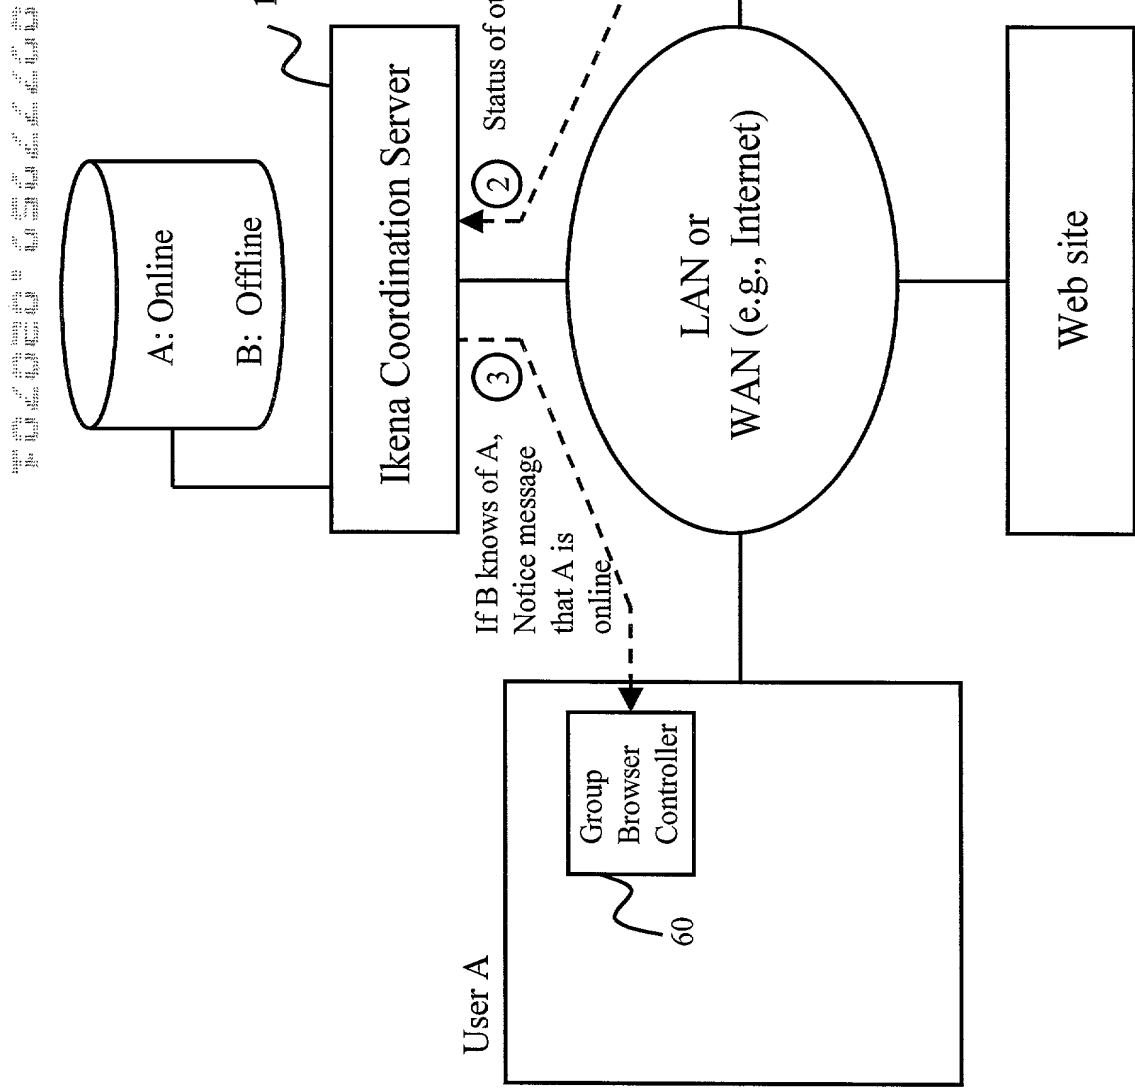 A: Online
B: Offline
Ikena Coordination Server
2
Status of
3
If B knows of A,
Notice message
that A is
online
LAN or
WAN (e.g., Internet)
Web site
User A
Group
Browser
Controller
60